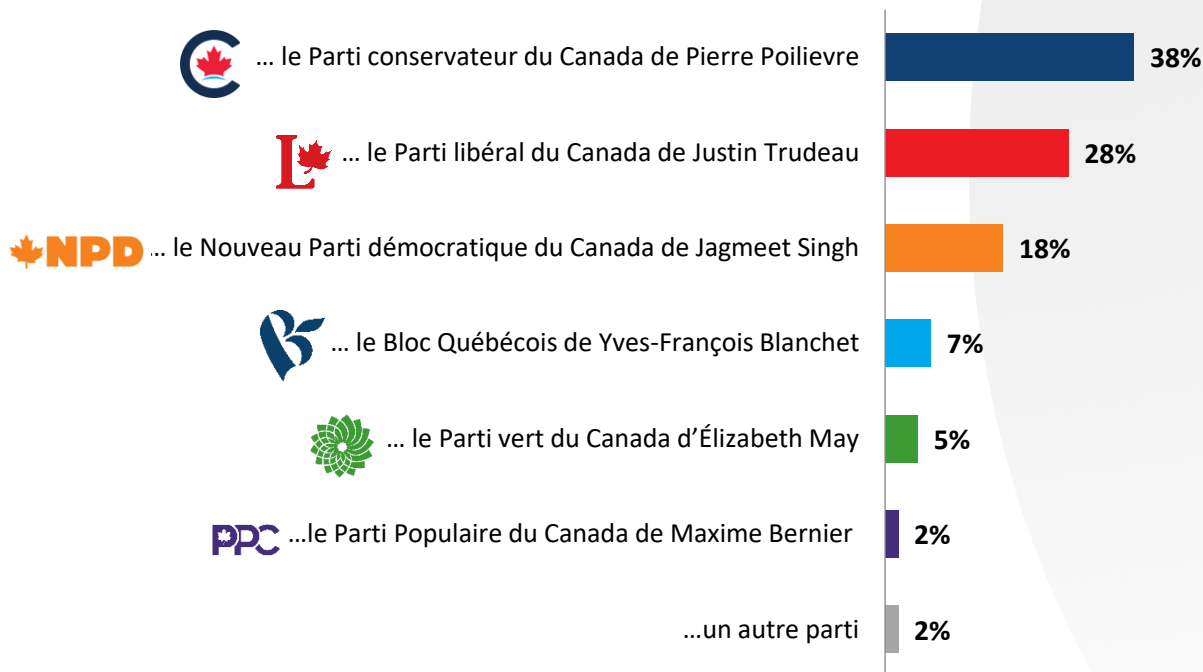 ... le Parti conservateur du Canada de Pierre Poilievre 38%
L ... le Parti libéral du Canada de Justin Trudeau 28%
NPD ... le Nouveau Parti démocratique du Canada de Jagmeet Singh 18%
... le Bloc Québécois de Yves-François Blanchet 7%
... le Parti vert du Canada d’Élizabeth May 5%
PPC ...le Parti Populaire du Canada de Maxime Bernier 2%
...un autre parti 2%